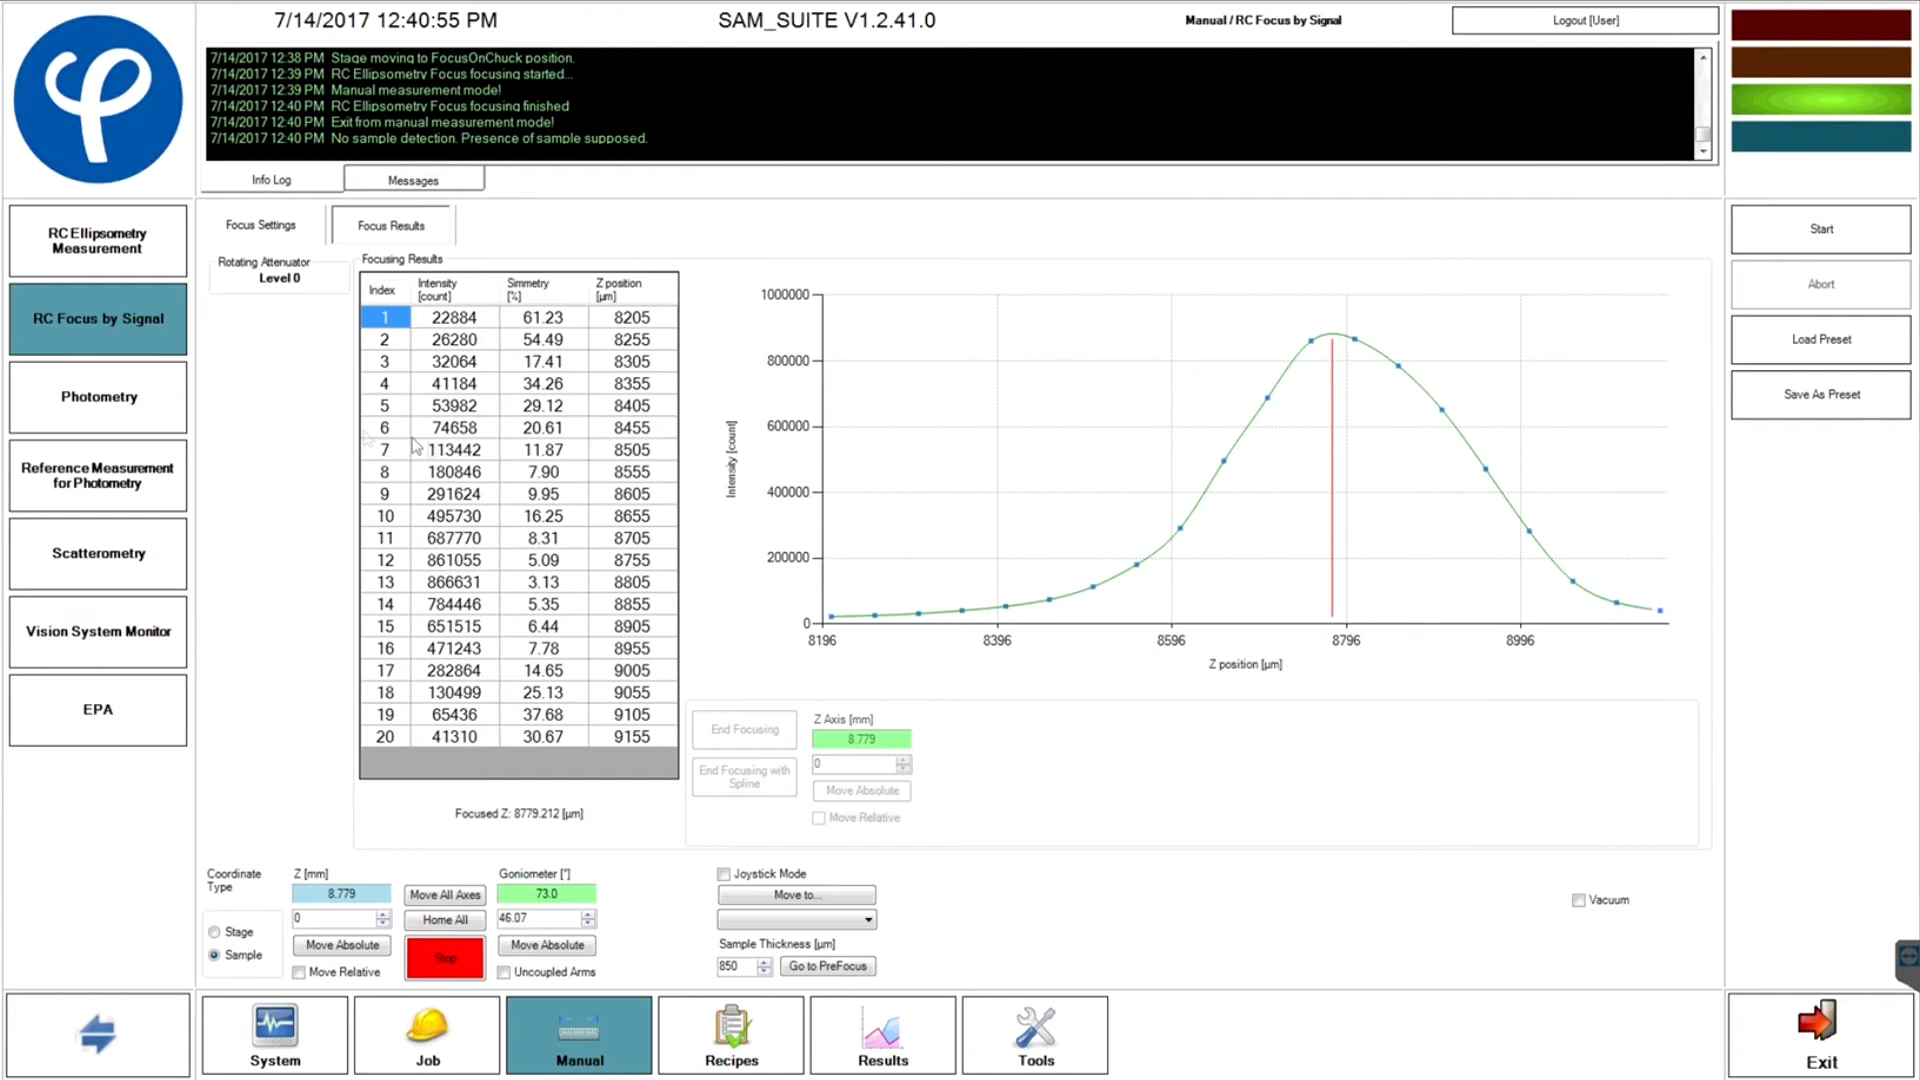 7/14/2017 12:40:55 PM
SAM_SUITE V1.2.41.0
Manual / RC Focus by Signal
Logout [User]
7/14/2017 12:38 PM Stage moving to FocusOnChuck position.
7/14/2017 12:39 PM RC Ellipsometry Focus focusing started...
7/14/2017 12:39 PM Manual measurement mode!
7/14/2017 12:40 PM RC Ellipsometry Focus focusing finished
7/14/2017 12:40 PM Exit from manual measurement mode!
7/14/2017 12:40 PM No sample detection. Presence of sample supposed.
Info Log
Messages
RC Ellipsometry
Measurement
RC Focus by Signal
Photometry
Reference Measurement
for Photometry
Scatterometry
Vision System Monitor
EPA
Focus Settings
Focus Results
Rotating Attenuator
Level 0
Focusing Results
Index Intensity [count] Simmetry [%] Z position [µm]
1 22884 61.23 8205
2 26280 54.49 8255
3 32064 17.41 8305
4 41184 34.26 8355
5 53982 29.12 8405
6 74658 20.61 8455
7 113442 11.87 8505
8 180846 7.90 8555
9 291624 9.95 8605
10 495730 16.25 8655
11 687770 8.31 8705
12 861055 5.09 8755
13 866631 3.13 8805
14 784446 5.35 8855
15 651515 6.44 8905
16 471243 7.78 8955
17 282864 14.65 9005
18 130499 25.13 9055
19 65436 37.68 9105
20 41310 30.67 9155
Focused Z: 8779.212 [µm]
Intensity [count]
1000000
800000
600000
400000
200000
0
8196 8396 8596 8796 8996
Z position [µm]
End Focusing
End Focusing with
Spline
Z Axis [mm]
8.779
0
Move Absolute
Move Relative
Start
Abort
Load Preset
Save As Preset
Coordinate
Type
Stage
Sample
Z [mm]
8.779
0
Move Absolute
Move Relative
Move All Axes
Home All
Stop
Goniometer [°]
73.0
46.07
Move Absolute
Uncoupled Arms
Joystick Mode
Move to...
Sample Thickness [µm]
850
Go to PreFocus
Vacuum
System
Job
Manual
Recipes
Results
Tools
Exit